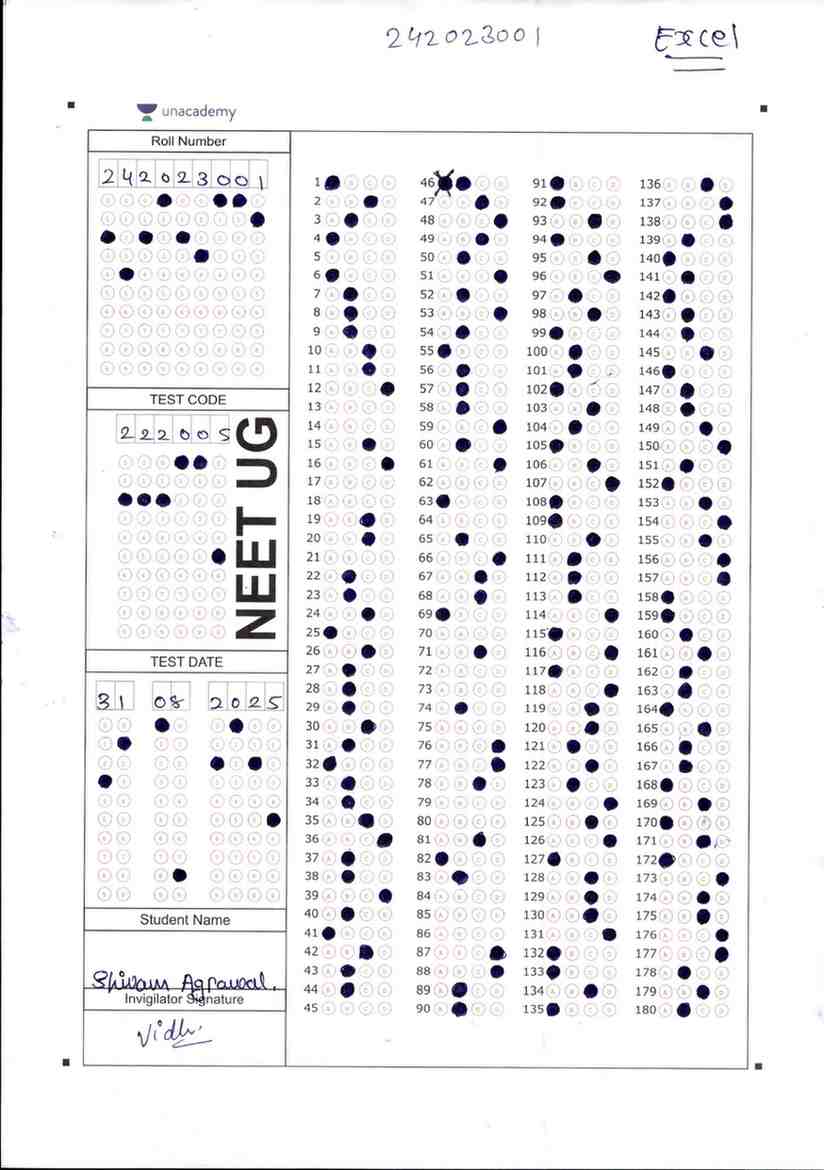 242023001 Excel
unacademy
Roll Number
2 4 2 0 2 3 0 0 1
TEST CODE
2 2 2 0 0 5
NEET UG
TEST DATE
3 1 0 8 2 0 2 5
Student Name
Shivam Agrawal.
Invigilator Signature
Vidhi.
1 46 91 136
2 47 92 137
3 48 93 138
4 49 94 139
5 50 95 140
6 51 96 141
7 52 97 142
8 53 98 143
9 54 99 144
10 55 100 145
11 56 101 146
12 57 102 147
13 58 103 148
14 59 104 149
15 60 105 150
16 61 106 151
17 62 107 152
18 63 108 153
19 64 109 154
20 65 110 155
21 66 111 156
22 67 112 157
23 68 113 158
24 69 114 159
25 70 115 160
26 71 116 161
27 72 117 162
28 73 118 163
29 74 119 164
30 75 120 165
31 76 121 166
32 77 122 167
33 78 123 168
34 79 124 169
35 80 125 170
36 81 126 171
37 82 127 172
38 83 128 173
39 84 129 174
40 85 130 175
41 86 131 176
42 87 132 177
43 88 133 178
44 89 134 179
45 90 135 180